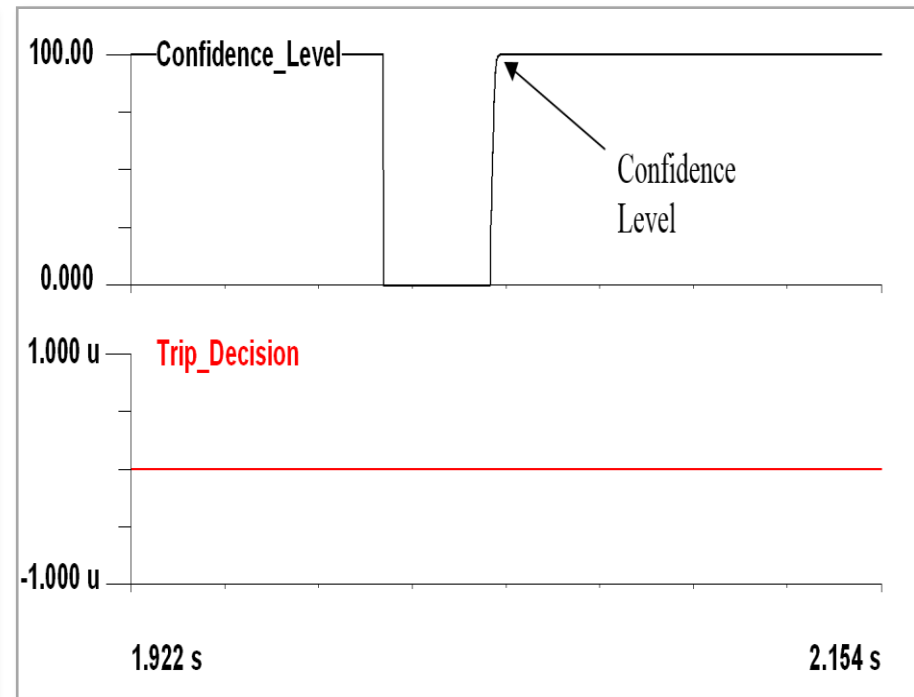 100.00
Confidence_Level
Confidence
Level
0.000
1.000 u
Trip_Decision
-1.000 u
1.922 s
2.154 s